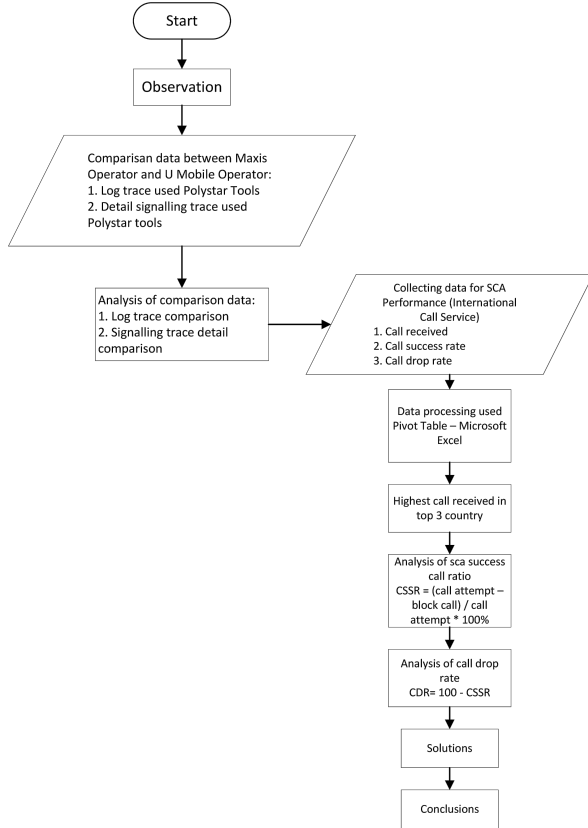 Start
Observation
Comparisan data between Maxis
Operator and U Mobile Operator:
1. Log trace used Polystar Tools
2. Detail signalling trace used
Polystar tools
Analysis of comparison data:
1. Log trace comparison
2. Signalling trace detail
comparison
Collecting data for SCA
Performance (International
Call Service)
1. Call received
2. Call success rate
3. Call drop rate
Data processing used
Pivot Table – Microsoft
Excel
Highest call received in
top 3 country
Analysis of sca success
call ratio
CSSR = (call attempt –
block call) / call
attempt * 100%
Analysis of call drop
rate
CDR= 100 - CSSR
Solutions
Conclusions